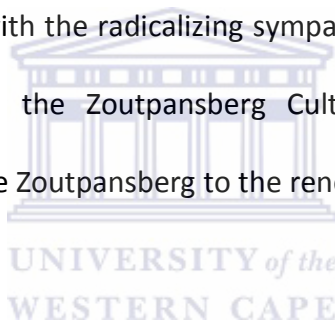 ith the radicalizing sympa
the Zoutpansberg Cult
e Zoutpansberg to the ren
UNIVERSITY of the
WESTERN CAPE